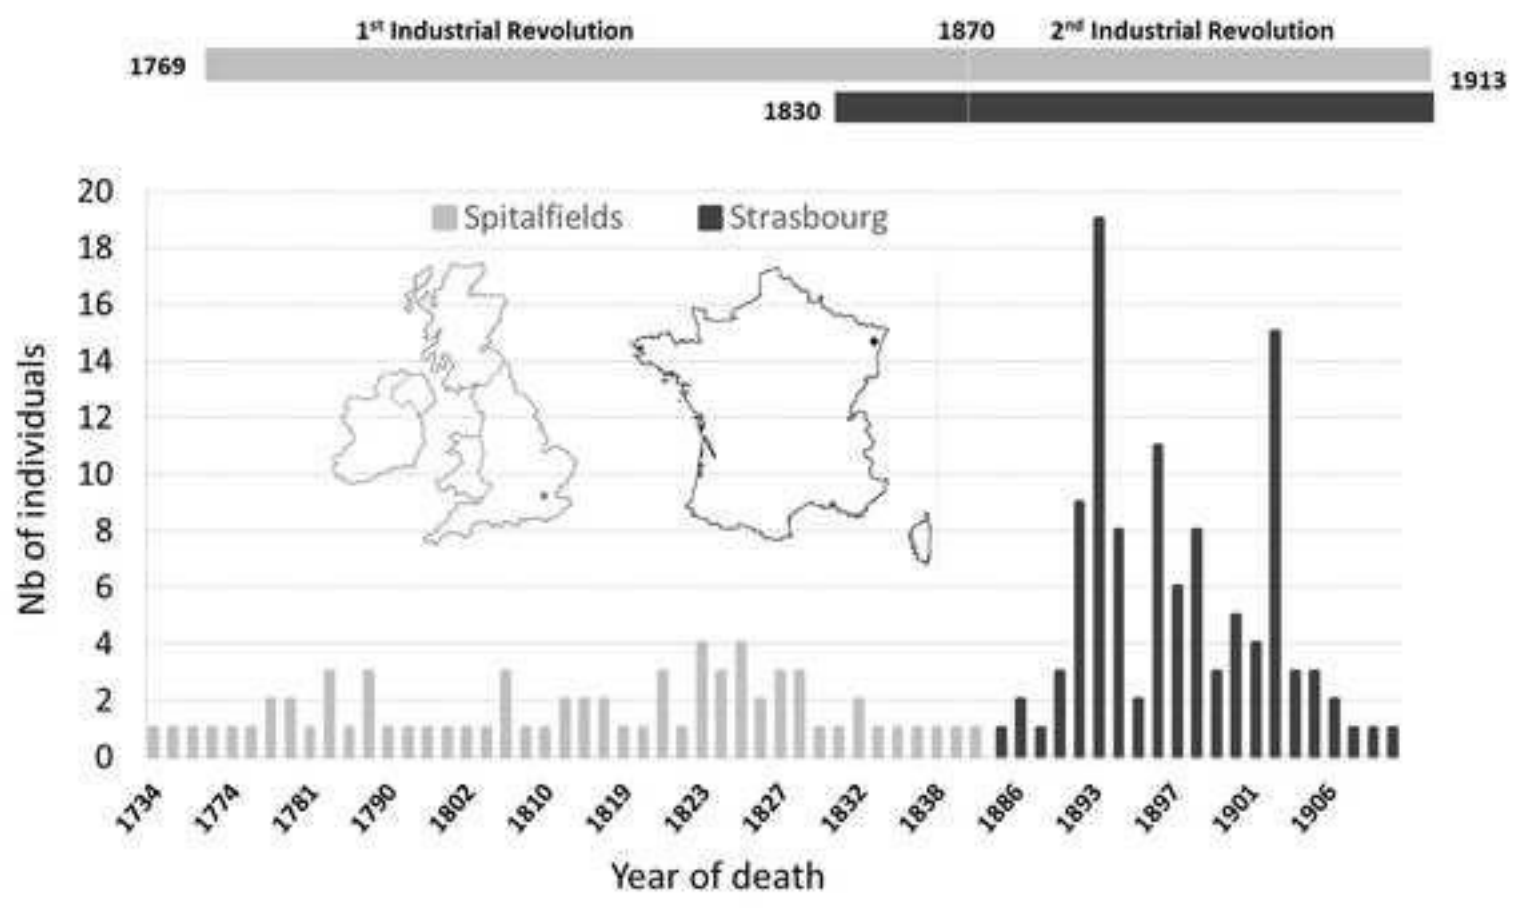 1st Industrial Revolution 1870 2nd Industrial Revolution
1769
1913
1830
20
18
16
14
12
10
8
6
4
2
0
Spitalfields Strasbourg
Nb of individuals
1734 1774 1781 1790 1802 1810 1819 1823 1827 1832 1838 1886 1893 1897 1901 1906
Year of death